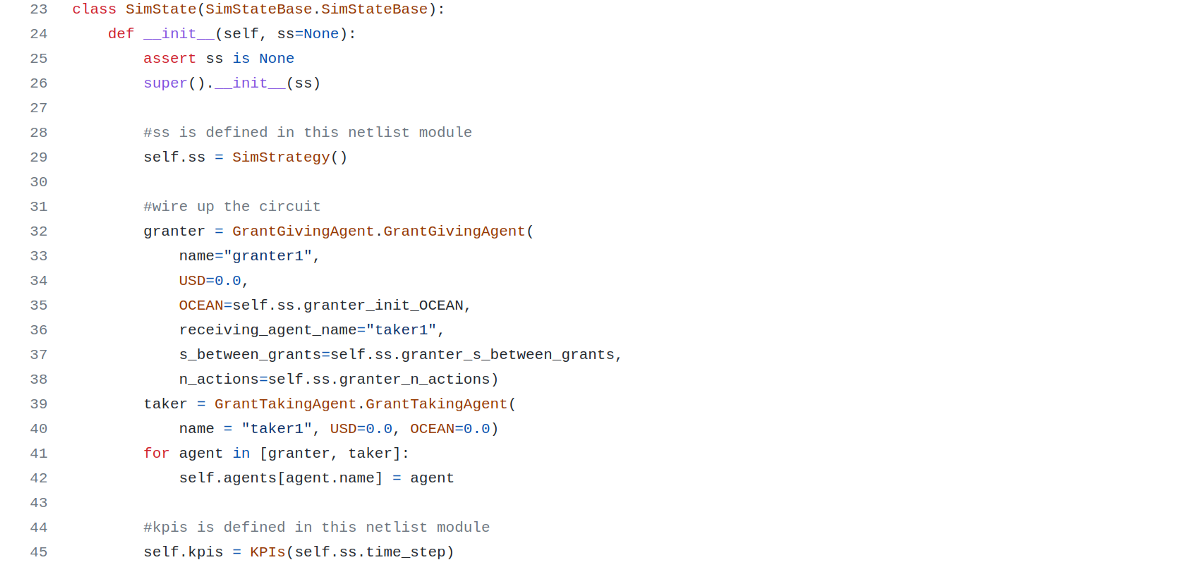 23 class SimState(SimStateBase.SimStateBase):
24     def __init__(self, ss=None):
25         assert ss is None
26         super().__init__(ss)
27
28         #ss is defined in this netlist module
29         self.ss = SimStrategy()
30
31         #wire up the circuit
32         granter = GrantGivingAgent.GrantGivingAgent(
33             name="granter1",
34             USD=0.0,
35             OCEAN=self.ss.granter_init_OCEAN,
36             receiving_agent_name="taker1",
37             s_between_grants=self.ss.granter_s_between_grants,
38             n_actions=self.ss.granter_n_actions)
39         taker = GrantTakingAgent.GrantTakingAgent(
40             name = "taker1", USD=0.0, OCEAN=0.0)
41         for agent in [granter, taker]:
42             self.agents[agent.name] = agent
43
44         #kpis is defined in this netlist module
45         self.kpis = KPIs(self.ss.time_step)